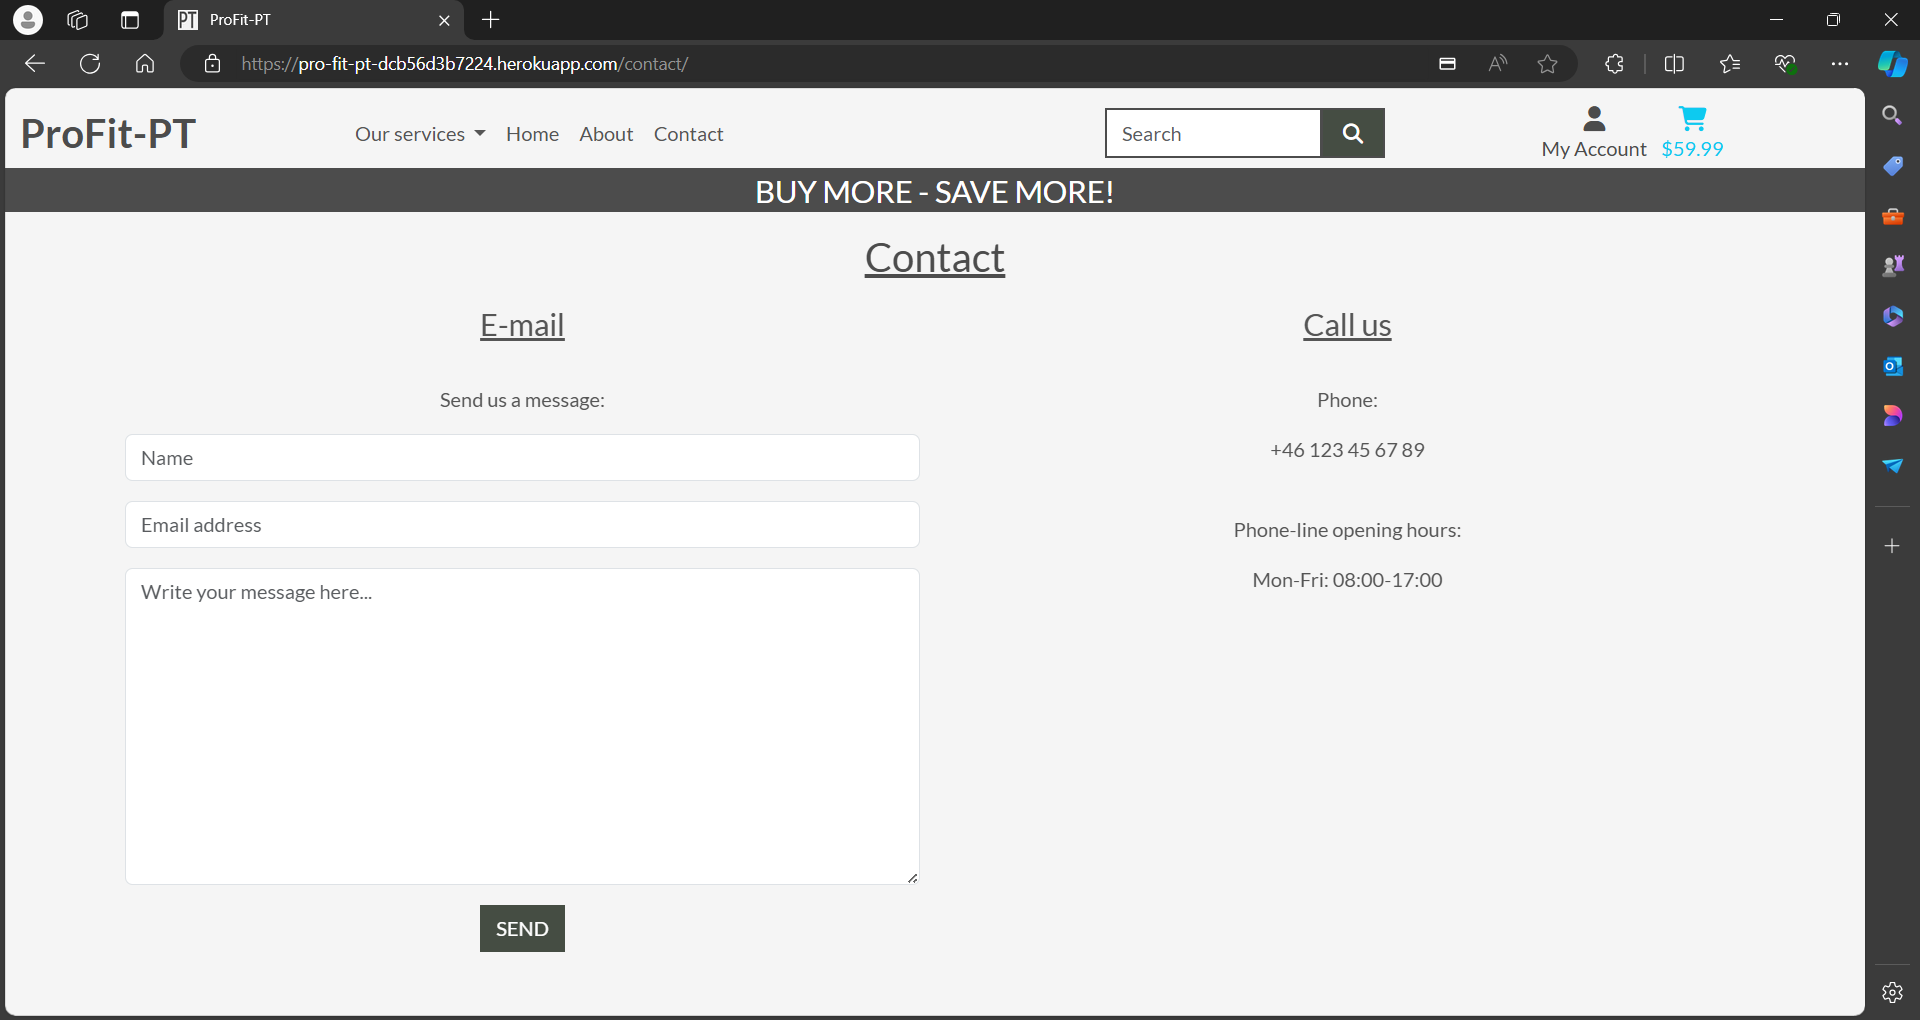 PT ProFit-PT
https://pro-fit-pt-dcb56d3b7224.herokuapp.com/contact/
ProFit-PT
Our services Home About Contact
Search
My Account $59.99
BUY MORE - SAVE MORE!
Contact
E-mail
Send us a message:
Name
Email address
Write your message here...
SEND
Call us
Phone:
+46 123 45 67 89
Phone-line opening hours:
Mon-Fri: 08:00-17:00